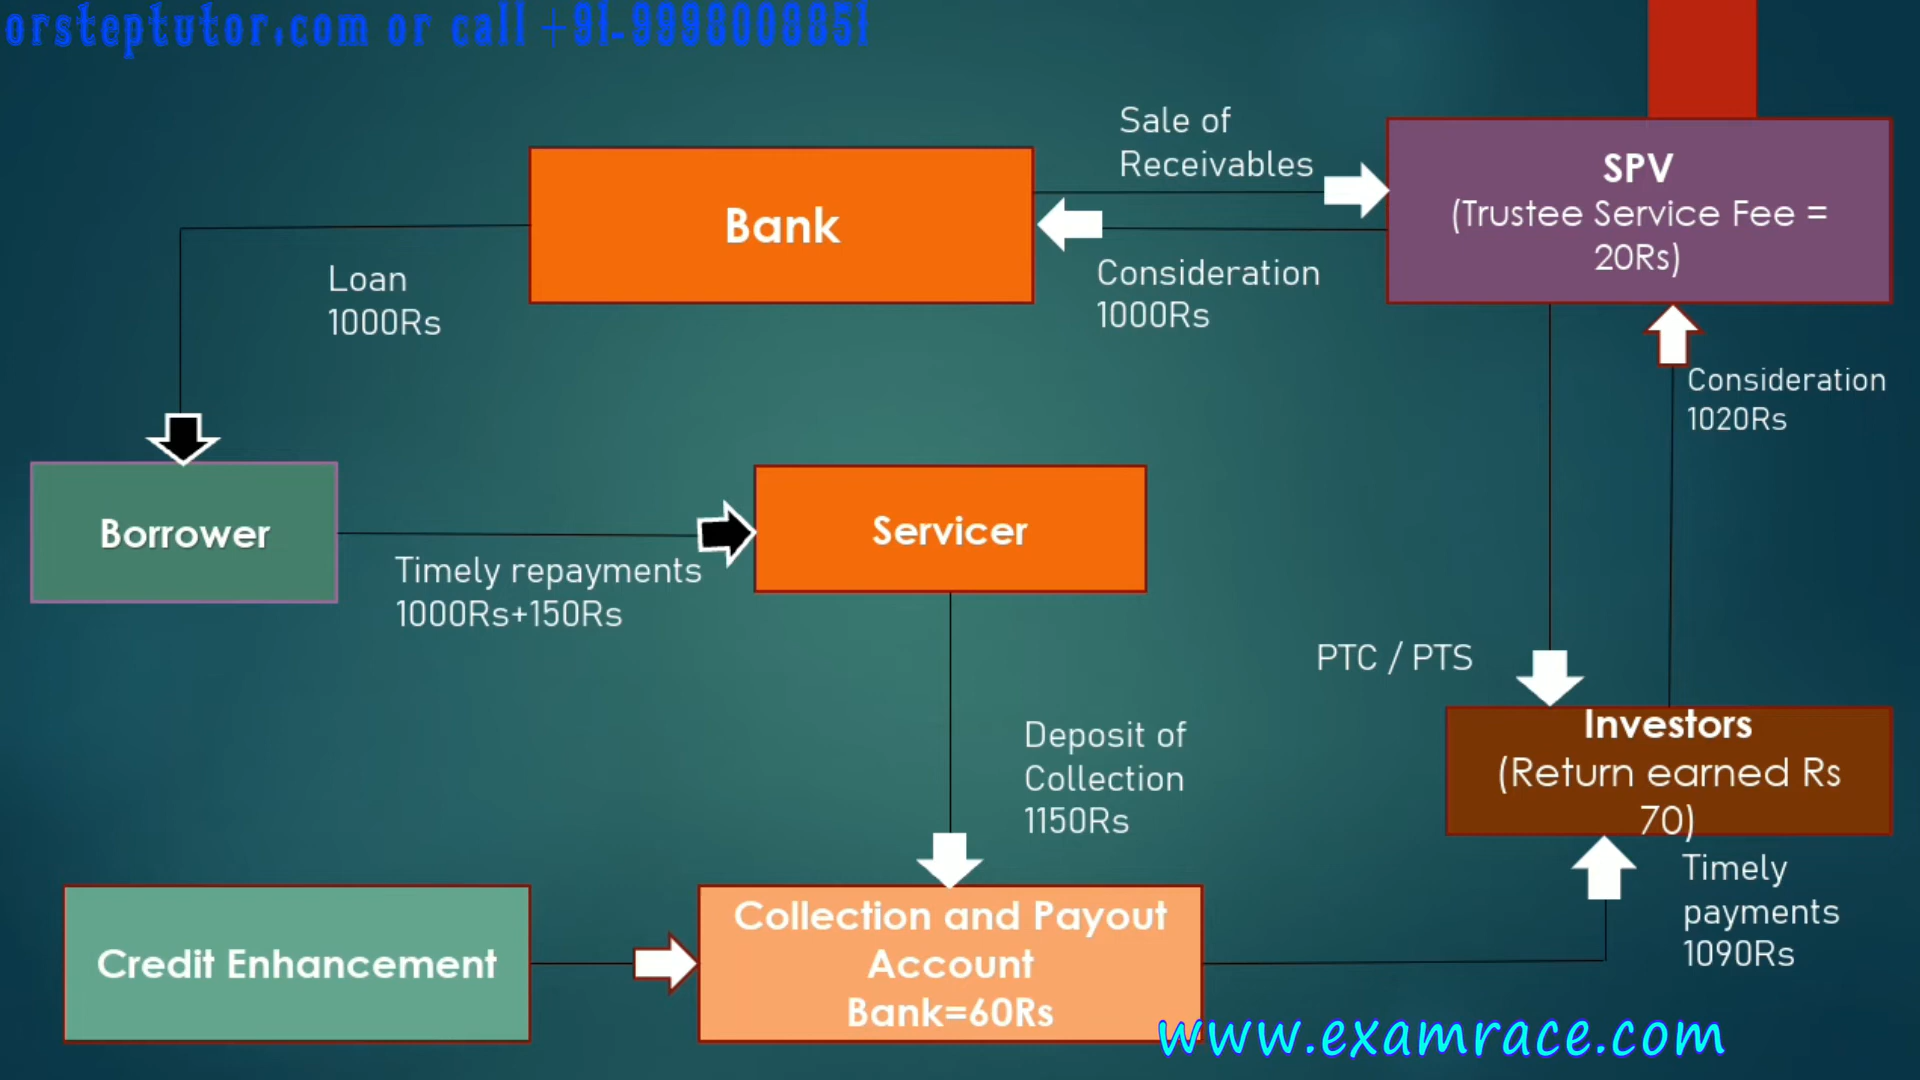 orsteptutor.com or call +91-9998008851
Sale of
Receivables
SPV
(Trustee Service Fee =
20Rs)
Bank
Loan
1000Rs
Consideration
1000Rs
Consideration
1020Rs
Borrower
Servicer
Timely repayments
1000Rs+150Rs
PTC / PTS
Deposit of
Collection
1150Rs
Investors
(Return earned Rs
70)
Timely
payments
1090Rs
Credit Enhancement
Collection and Payout
Account
Bank=60Rs
www.examrace.com